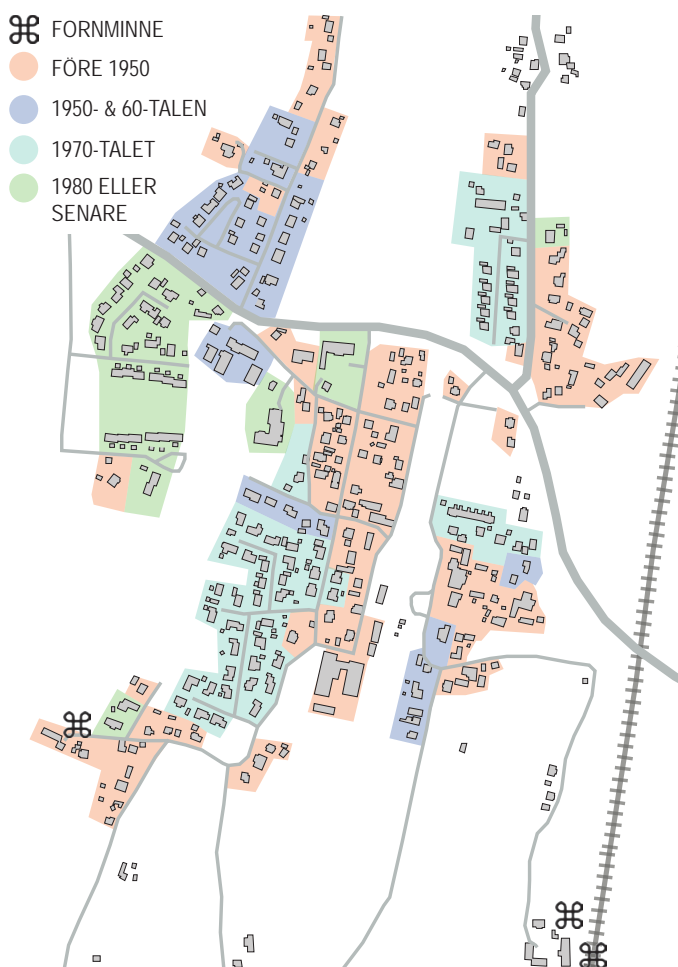 FORNMINNE
FÖRE 1950
1950- & 60-TALEN
1970-TALET
1980 ELLER
SENARE